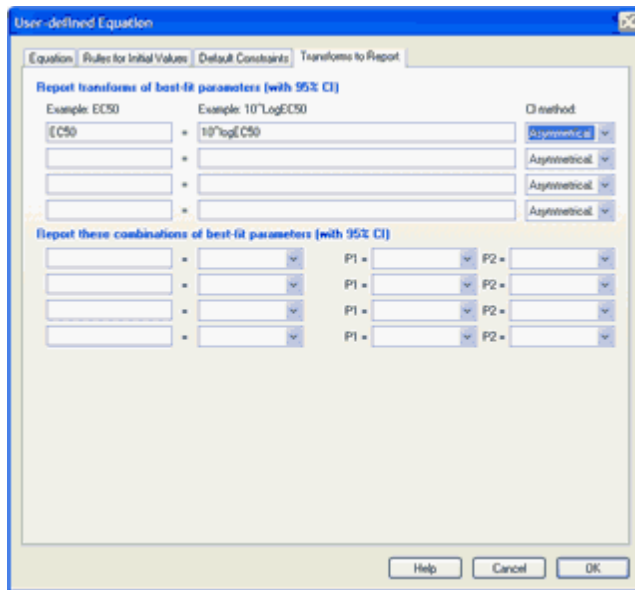 User-defined Equation
Equation Rules for Initial Values Default Constraints Transforms to Report
Report transforms of best-fit parameters (with 95% CI)
Example: EC50 Example: 10^LogEC50 CI method:
EC50 = 10^logEC50 Asymmetrical
= Asymmetrical
= Asymmetrical
= Asymmetrical
Report these combinations of best-fit parameters (with 95% CI)
= P1 = P2 =
= P1 = P2 =
= P1 = P2 =
= P1 = P2 =
Help Cancel OK